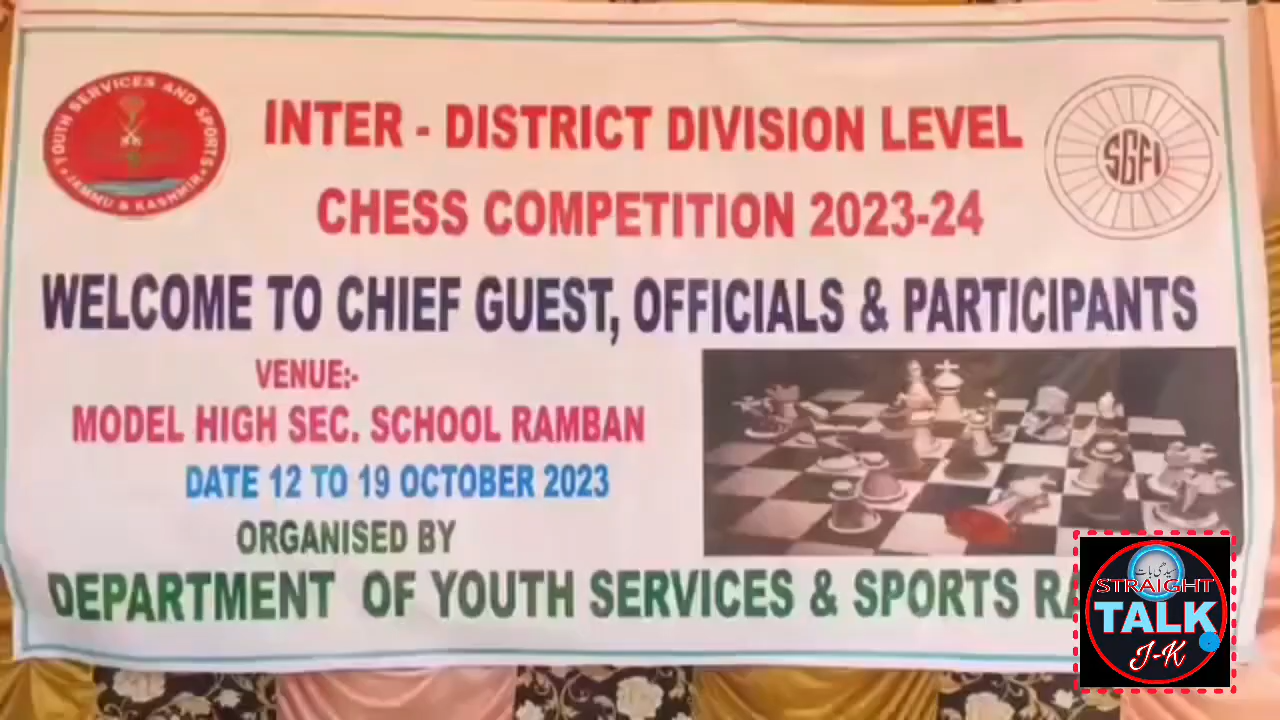 YOUTH SERVICES AND SPORTS
JAMMU & KASHMIR
INTER - DISTRICT DIVISION LEVEL
CHESS COMPETITION 2023-24
SGFI
WELCOME TO CHIEF GUEST, OFFICIALS & PARTICIPANTS
VENUE:-
MODEL HIGH SEC. SCHOOL RAMBAN
DATE 12 TO 19 OCTOBER 2023
ORGANISED BY
DEPARTMENT OF YOUTH SERVICES & SPORTS
سیدھی بات
STRAIGHT
TALK
J-K